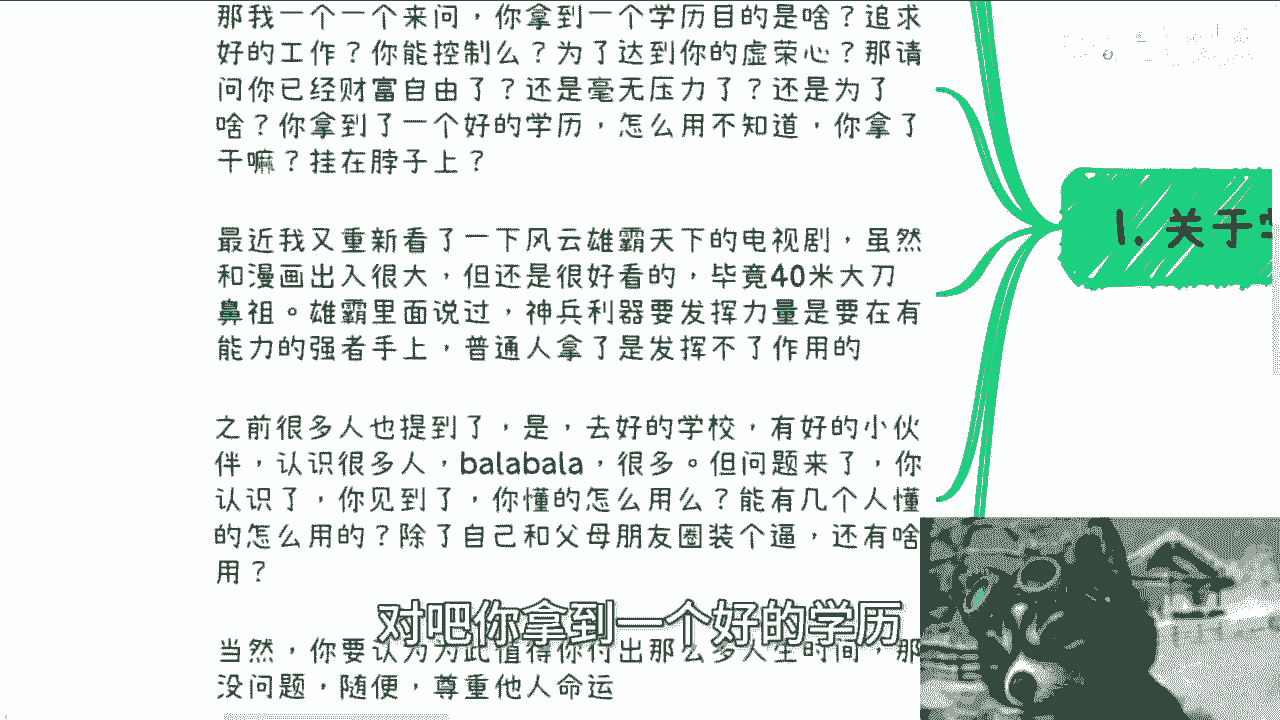 那我一个一个来问，你拿到一个学历目的是啥？追求
好的工作？你能控制么？为了达到你的虚荣心？那请
问你已经财富自由了？还是毫无压力了？还是为了
啥？你拿到了一个好的学历，怎么用不知道，你拿了
干嘛？挂在脖子上？
最近我又重新看了一下风云雄霸天下的电视剧，虽然
和漫画出入很大，但还是很好看的，毕竟40米大刀
鼻祖。雄霸里面说过，神兵利器要发挥力量是要在有
能力的强者手上，普通人拿了是发挥不了作用的
之前很多人也提到了，是，去好的学校，有好的小伙
伴，认识很多人，balabala，很多。但问题来了，你
认识了，你见到了，你懂的怎么用么？能有几个人懂
的怎么用的？除了自己和父母朋友圈装个逼，还有啥
用？
当然，你要认为为此值得你付出那么多人生时间，那
没问题，随便，尊重他人命运
1. 关于学
对吧你拿到一个好的学历